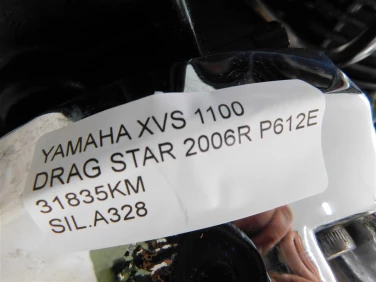 YAMAHA XVS 1100
DRAG STAR 2006R P612E
31835KM
SIL.A328